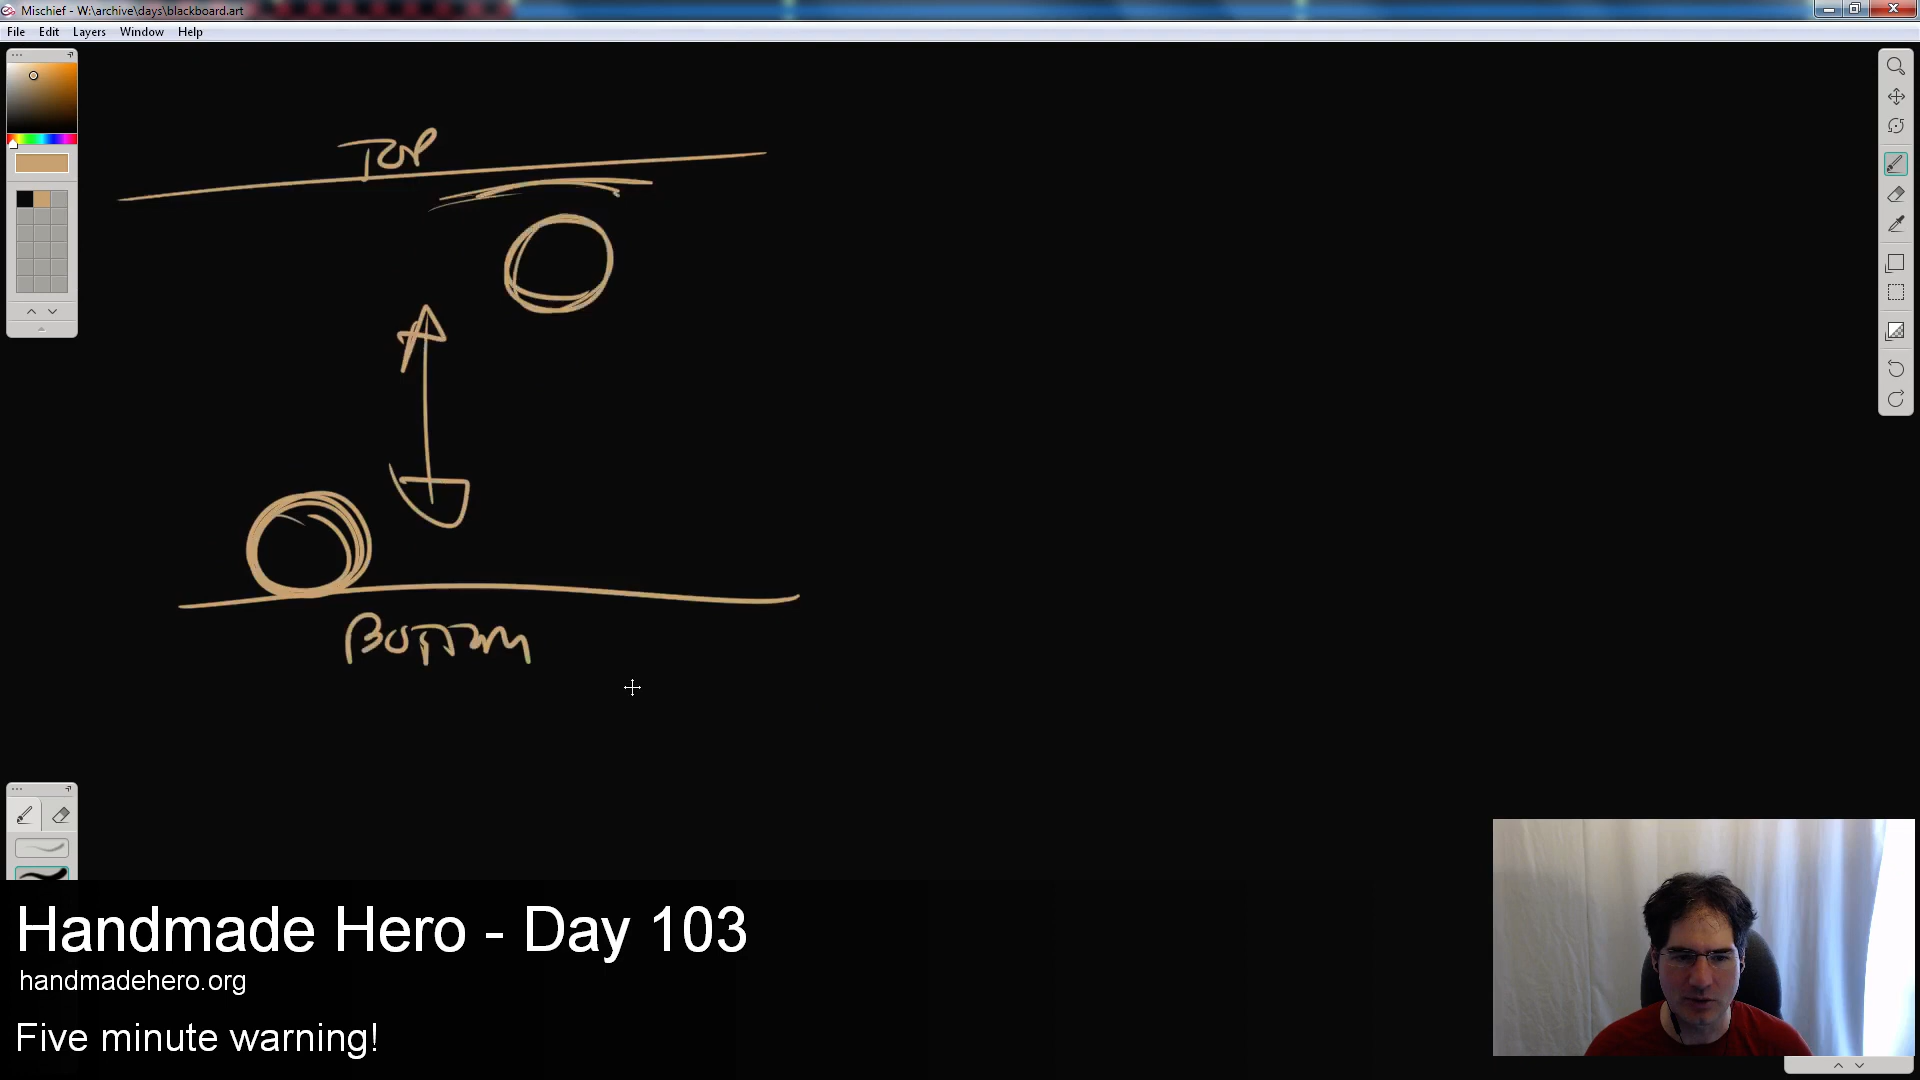 Mischief - W:\archive\days\blackboard.art
File Edit Layers Window Help
TOP
BOTTOM
Handmade Hero - Day 103
handmadehero.org
Five minute warning!